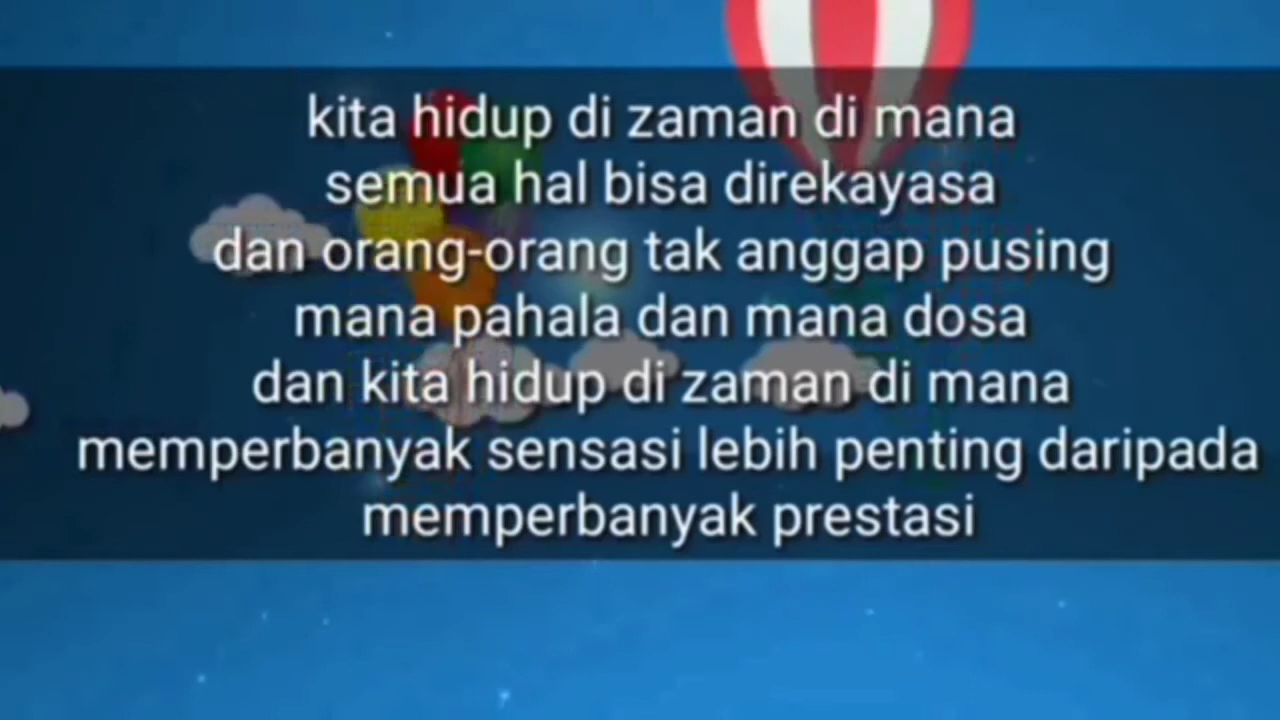 kita hidup di zaman di mana
semua hal bisa direkayasa
dan orang-orang tak anggap pusing
mana pahala dan mana dosa
dan kita hidup di zaman di mana
memperbanyak sensasi lebih penting daripada
memperbanyak prestasi